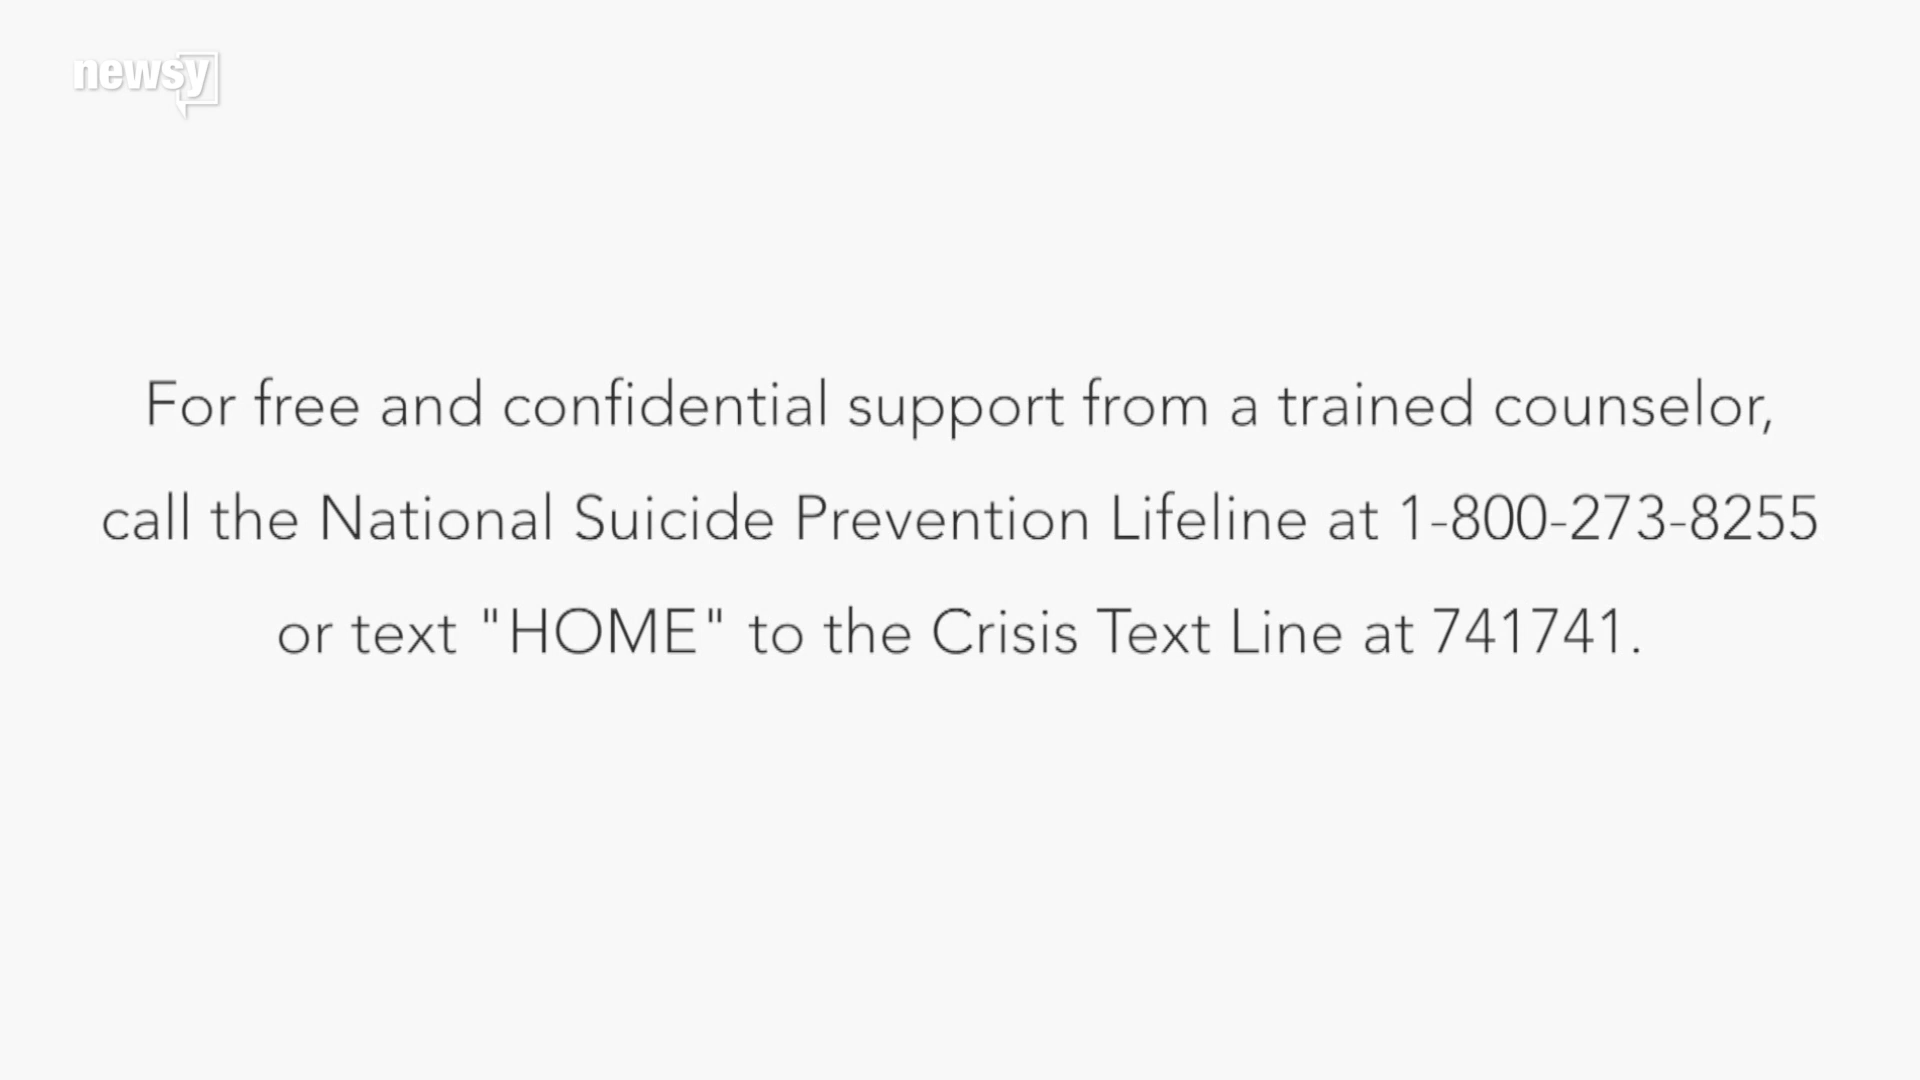 newsy
For free and confidential support from a trained counselor,
call the National Suicide Prevention Lifeline at 1-800-273-8255
or text "HOME" to the Crisis Text Line at 741741.